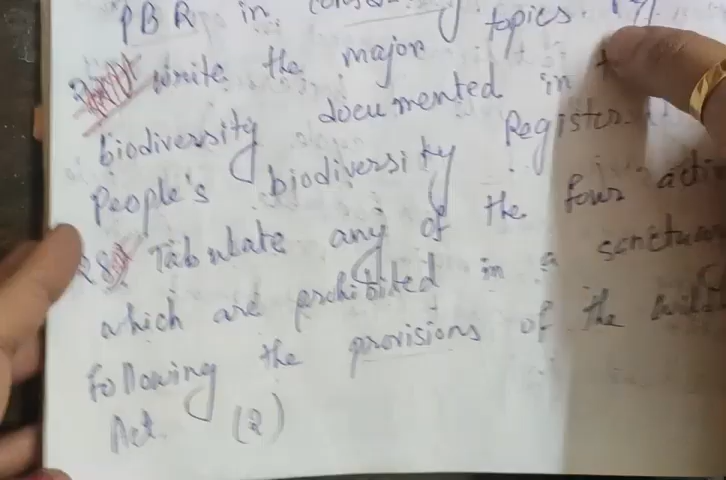 PBR in topics.
write the major
biodiversity documented in
People's biodiversity Register.
28) Tabulate any of the four
which are prohibited in a
following the provisions of the
Act. (2)